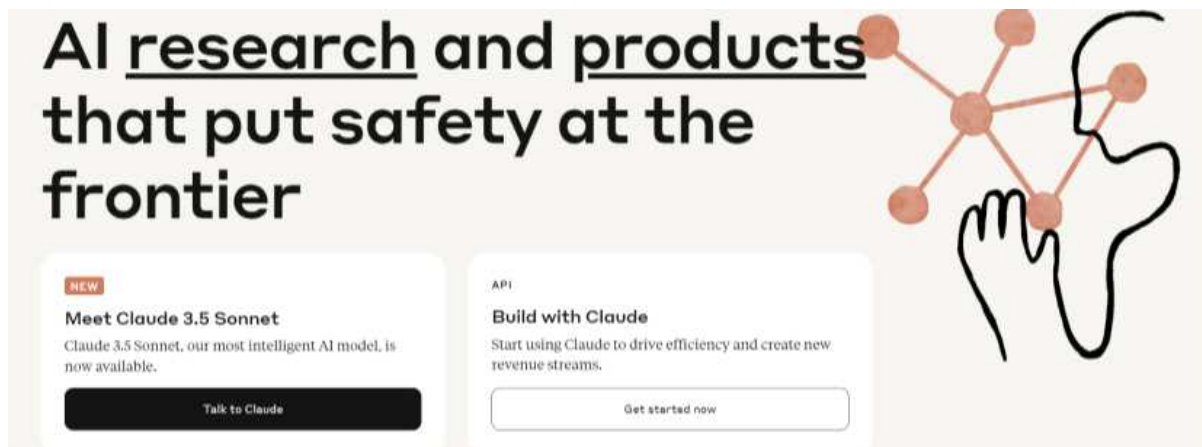 AI research and products
that put safety at the
frontier
NEW
Meet Claude 3.5 Sonnet
Claude 3.5 Sonnet, our most intelligent AI model, is
now available.
Talk to Claude
API
Build with Claude
Start using Claude to drive efficiency and create new
revenue streams.
Get started now